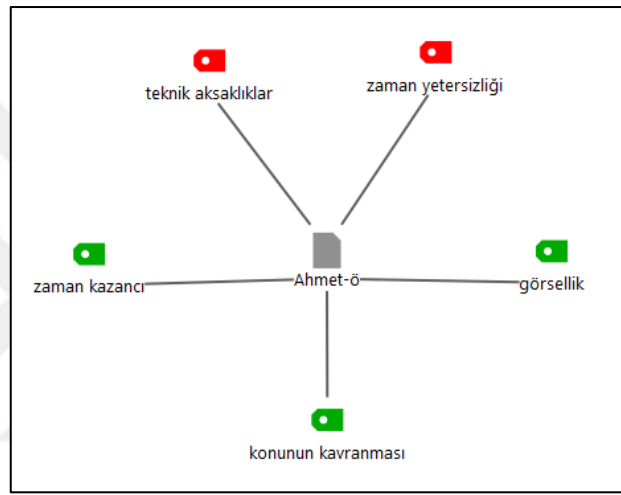 teknik aksaklıklar
zaman yetersizliği
zaman kazancı
Ahmet-ö
görsellik
konunun kavranması